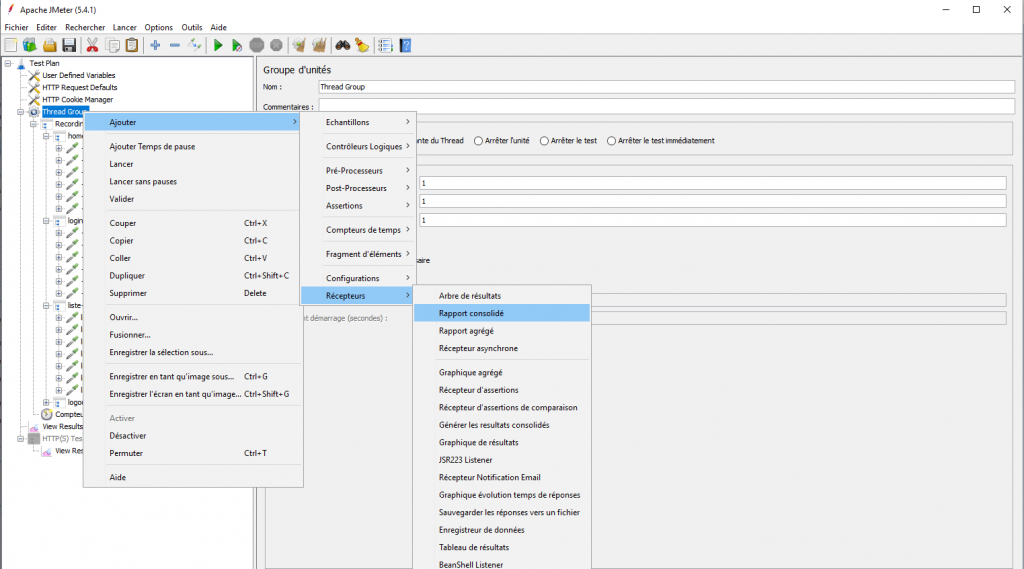 Apache JMeter (5.4.1)
Fichier Editer Rechercher Lancer Options Outils Aide
Test Plan
User Defined Variables
HTTP Request Defaults
HTTP Cookie Manager
Thread Group
Recordin
hom
login
liste-
logou
Compteu
View Results
HTTP(S) Tes
View Res
Groupe d'unités
Nom : Thread Group
Commentaires :
nte du Thread Arrêter l'unité Arrêter le test Arrêter le test immédiatement
1
1
1
aire
t démarrage (secondes) :
Ajouter
Ajouter Temps de pause
Lancer
Lancer sans pauses
Valider
Couper Ctrl+X
Copier Ctrl+C
Coller Ctrl+V
Dupliquer Ctrl+Shift+C
Supprimer Delete
Ouvrir...
Fusionner...
Enregistrer la sélection sous...
Enregistrer en tant qu'image sous... Ctrl+G
Enregistrer l'écran en tant qu'image... Ctrl+Shift+G
Activer
Désactiver
Permuter Ctrl+T
Aide
Echantillons
Contrôleurs Logiques
Pré-Processeurs
Post-Processeurs
Assertions
Compteurs de temps
Fragment d'éléments
Configurations
Récepteurs
Arbre de résultats
Rapport consolidé
Rapport agrégé
Récepteur asynchrone
Graphique agrégé
Récepteur d'assertions
Récepteur d'assertions de comparaison
Générer les resultats consolidés
Graphique de résultats
JSR223 Listener
Récepteur Notification Email
Graphique évolution temps de réponses
Sauvegarder les réponses vers un fichier
Enregistreur de données
Tableau de résultats
BeanShell Listener